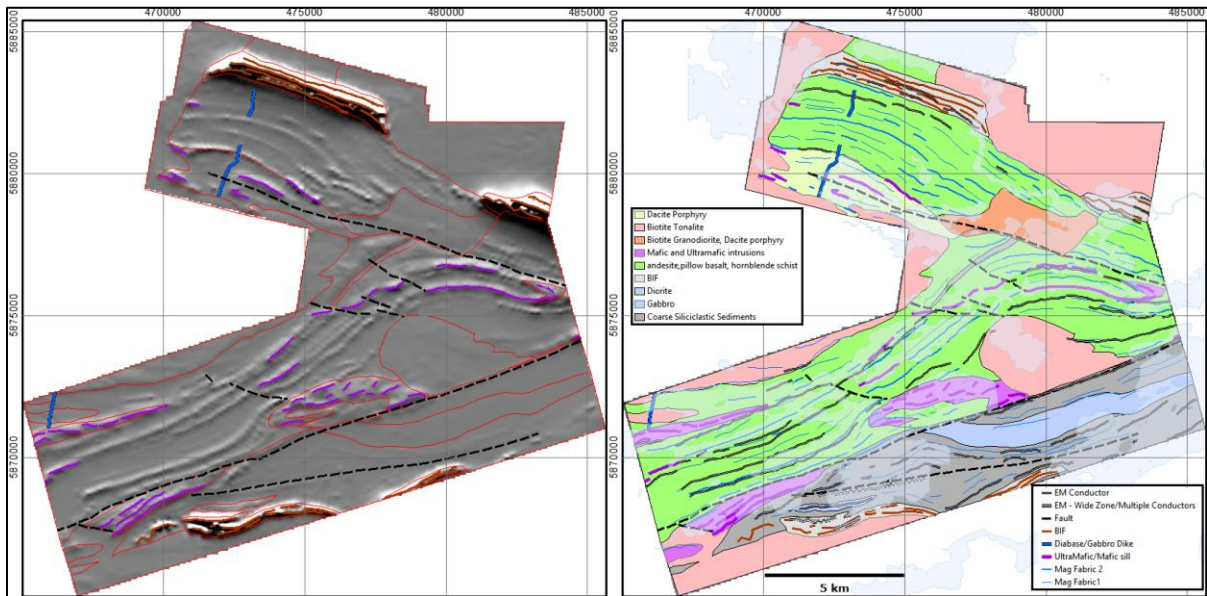 470000 475000 480000 485000
470000 475000 480000 485000
5885000
5880000
5875000
5870000
5885000
5880000
5875000
5870000
Dacite Porphyry
Biotite Tonalite
Biotite Granodiorite, Dacite porphyry
Mafic and Ultramafic intrusions
andesite,pillow basalt, hornblende schist
BIF
Diorite
Gabbro
Coarse Siliciclastic Sediments
EM Conductor
EM - Wide Zone/Multiple Conductors
Fault
BIF
Diabase/Gabbro Dike
UltraMafic/Mafic sill
Mag Fabric 2
Mag Fabric1
5 km